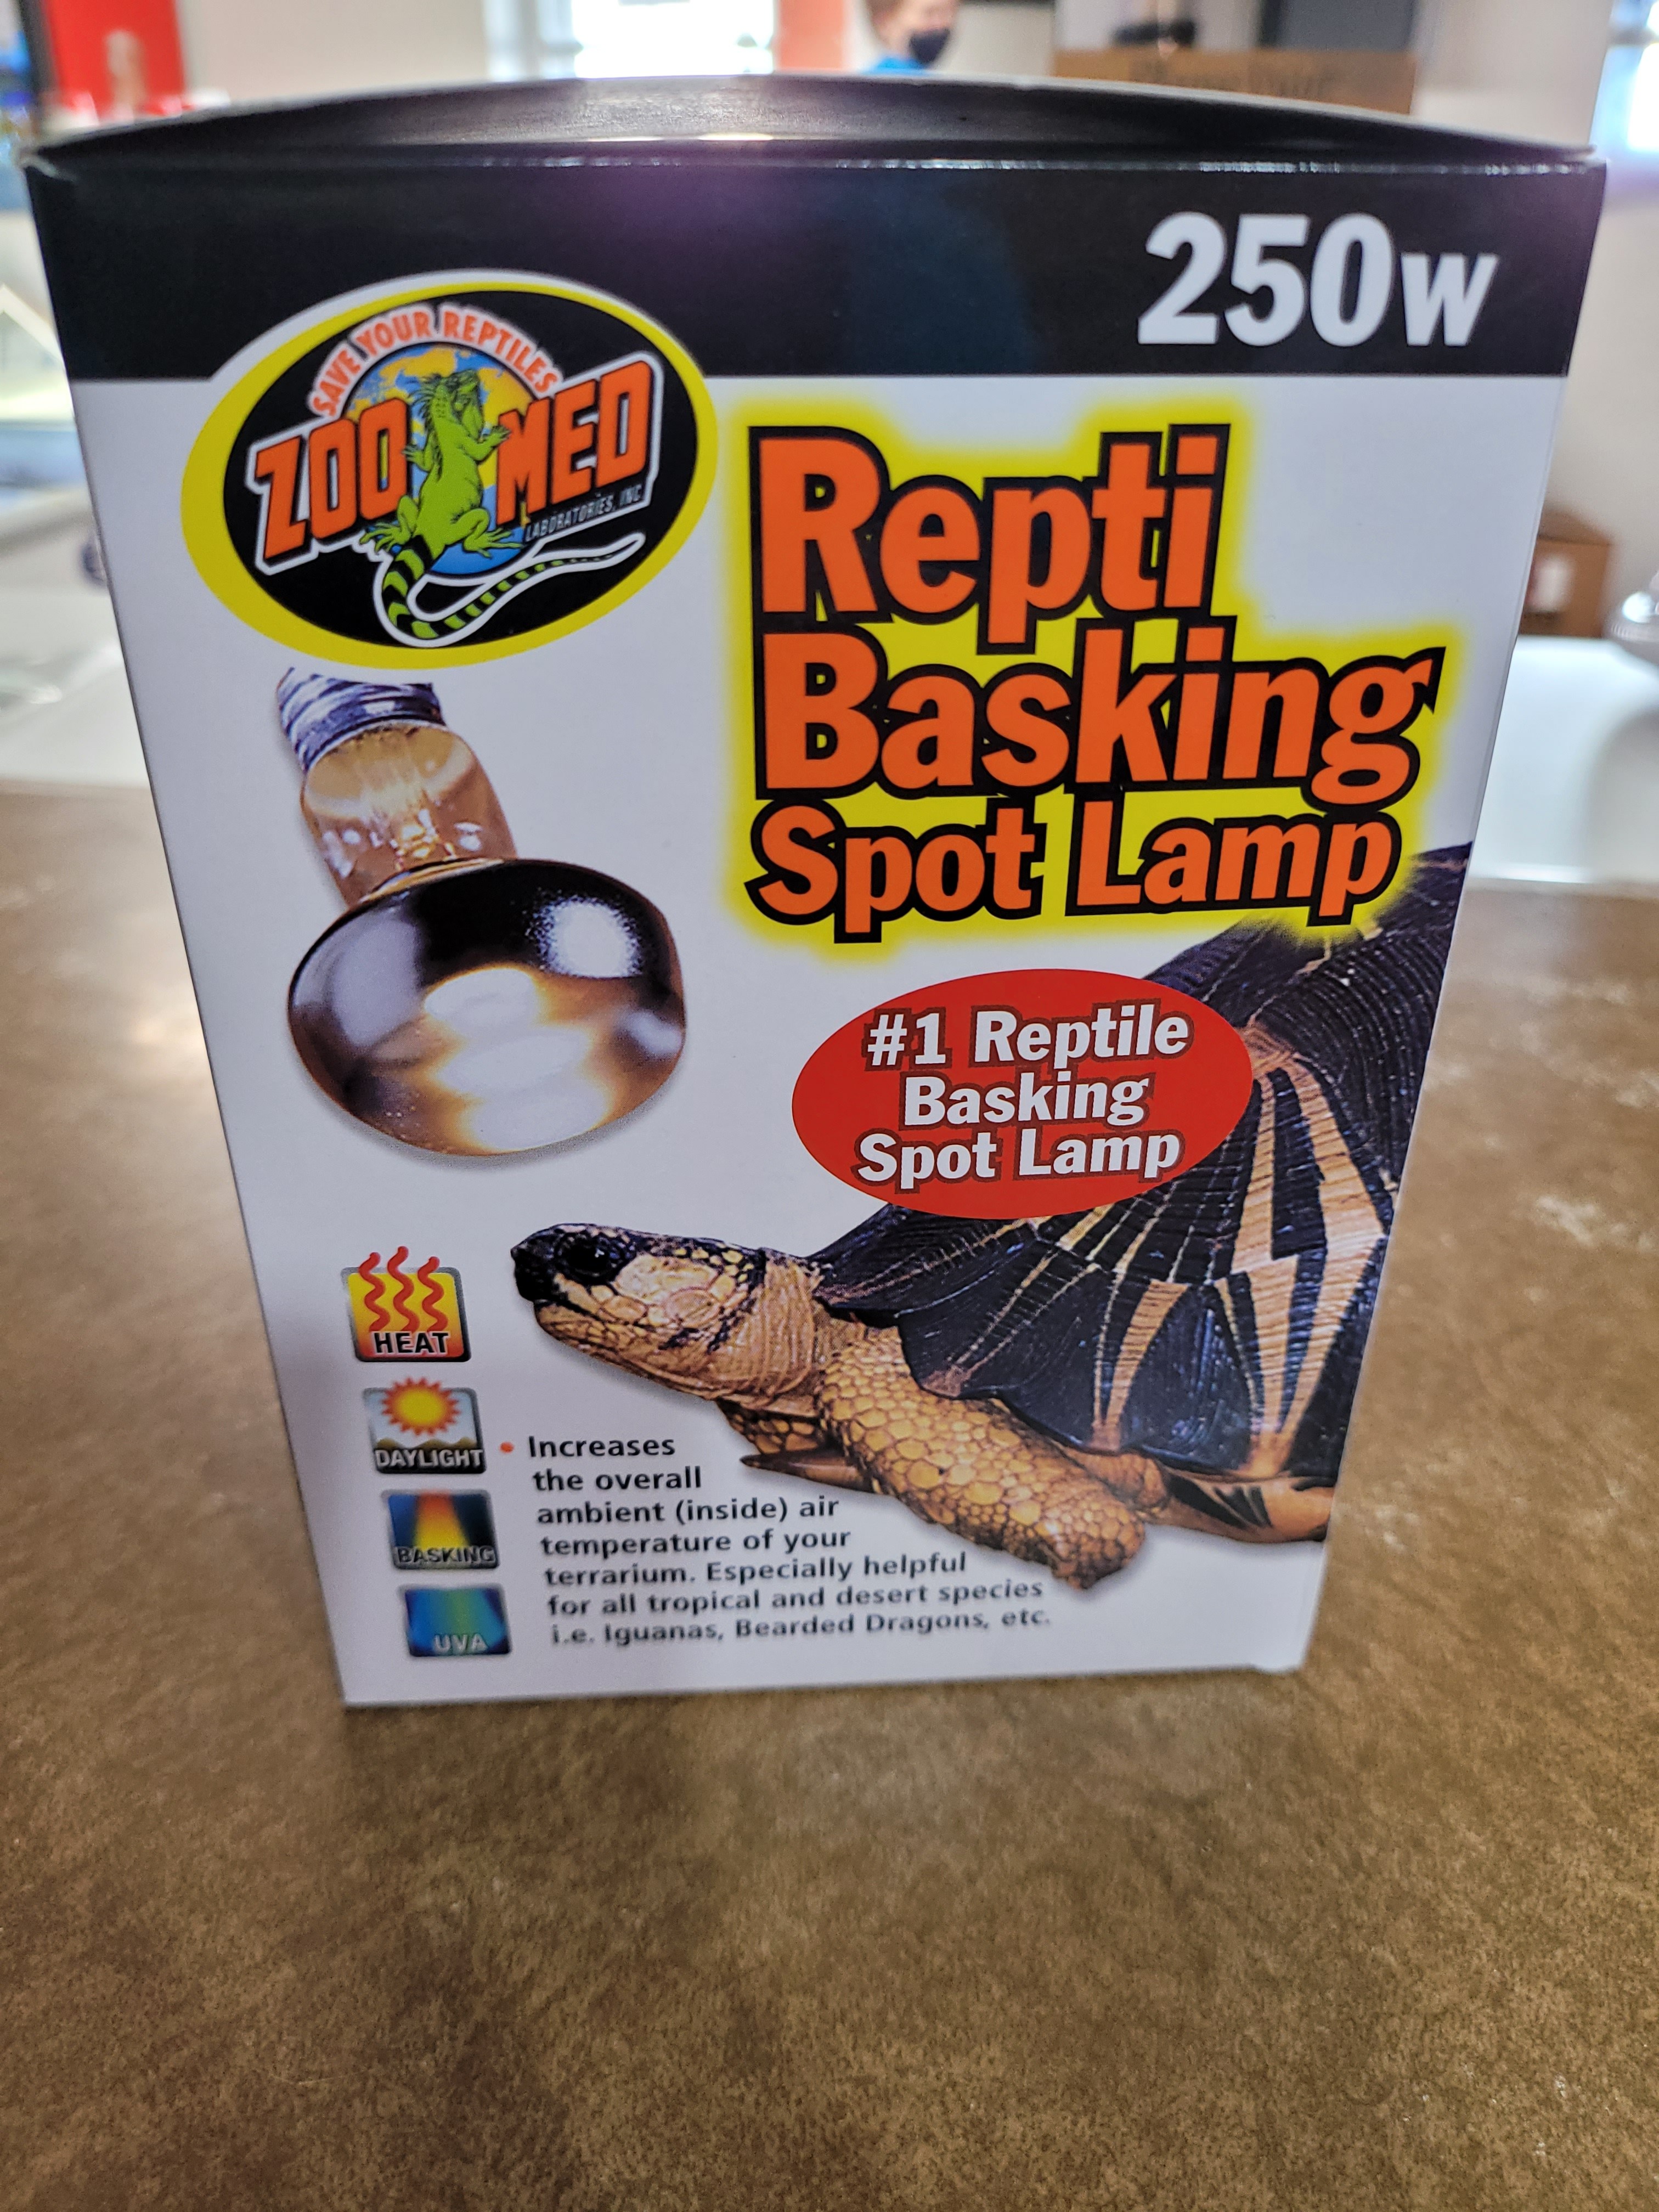 250W
SAVE YOUR REPTILES
ZOO MED
LABORATORIES, INC
Repti
Basking
Spot Lamp
#1 Reptile
Basking
Spot Lamp
HEAT
DAYLIGHT
BASKING
UVA
• Increases
the overall
ambient (inside) air
temperature of your
terrarium. Especially helpful
for all tropical and desert species
i.e. Iguanas, Bearded Dragons, etc.